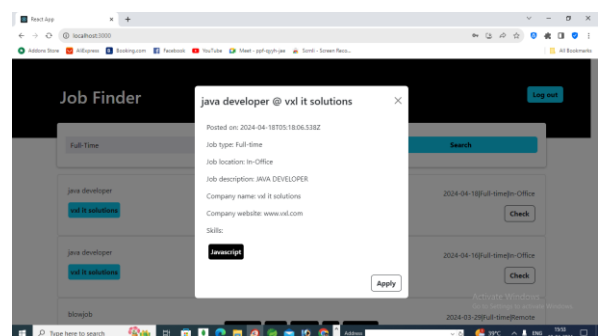 React App
localhost:3000
Addons Store
AliExpress
Booking.com
Facebook
YouTube
All Bookmarks
Job Finder
Log out
Full-Time
Search
java developer @ vxl it solutions
Posted on: 2024-04-18T05:18:06.538Z
Job type: Full-time
Job location: In-Office
Job description: JAVA DEVELOPER
Company name: vxl it solutions
Company website: www.vxl.com
Skills:
Javascript
Apply
java developer
vxl it solutions
2024-04-18|Full-time|In-Office
Check
java developer
vxl it solutions
2024-04-16|Full-time|In-Office
Check
blowjob
2024-03-29|Full-time|Remote
Activate Windows
Type here to search
Address
39°C
ENG